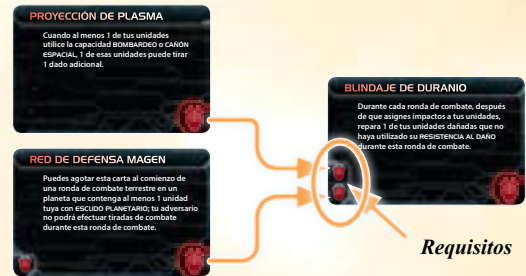 PROYECCIÓN DE PLASMA
Cuando al menos 1 de tus unidades
utilice la capacidad BOMBARDEO o CAÑÓN
ESPACIAL, 1 de esas unidades puede tirar
1 dado adicional.
RED DE DEFENSA MAGEN
Puedes agotar esta carta al comienzo de
una ronda de combate terrestre en un
planeta que contenga al menos 1 unidad
tuya con ESCUDO PLANETARIO; tu adversario
no podrá efectuar tiradas de combate
durante esta ronda de combate.
BLINDAJE DE DURANIO
Durante cada ronda de combate, después
de que asignes impactos a tus unidades,
repara 1 de tus unidades dañadas que no
haya utilizado su RESISTENCIA AL DAÑO
durante esta ronda de combate.
Requisitos